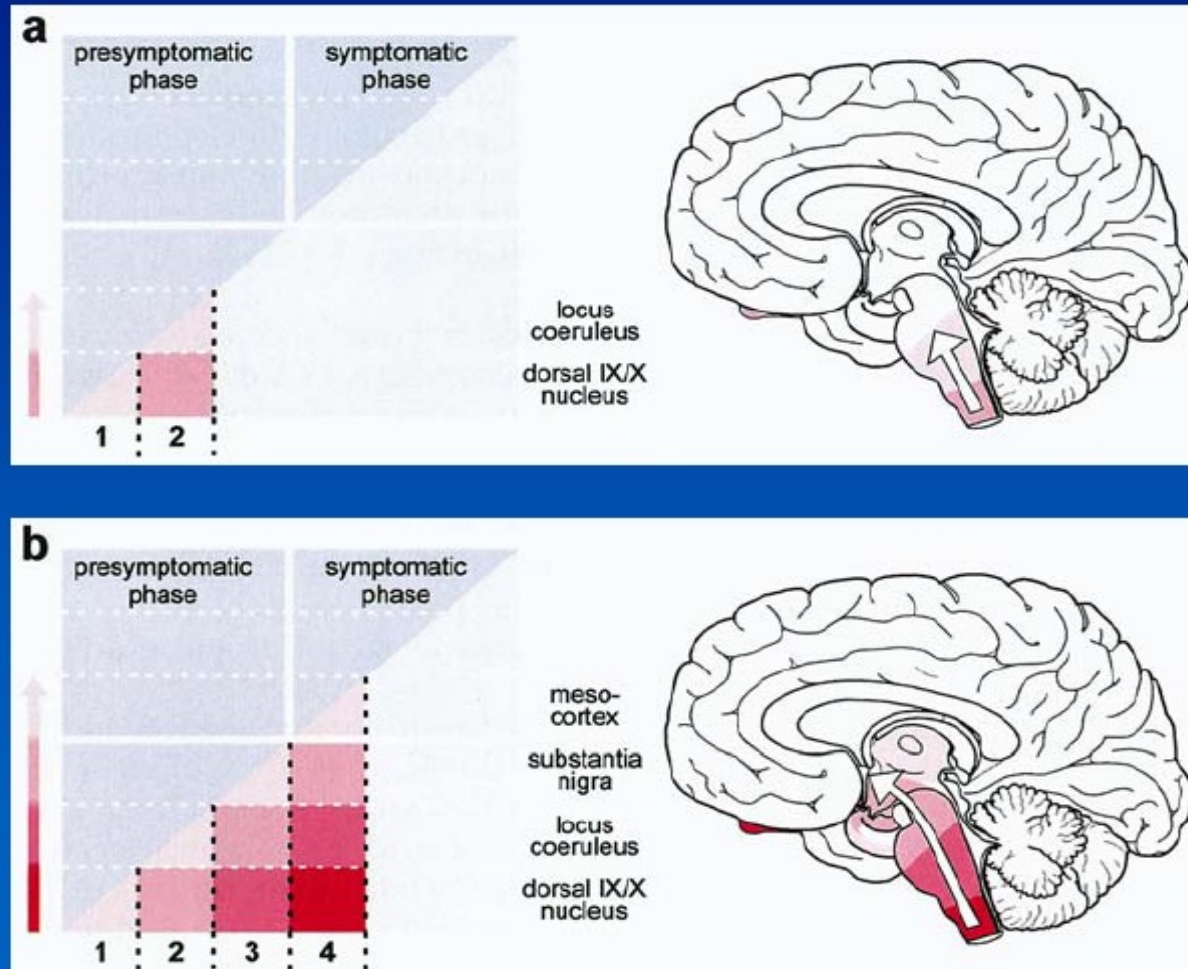 a
presymptomatic
phase
symptomatic
phase
locus
coeruleus
dorsal IX/X
nucleus
1
2
b
presymptomatic
phase
symptomatic
phase
meso-
cortex
substantia
nigra
locus
coeruleus
dorsal IX/X
nucleus
1
2
3
4